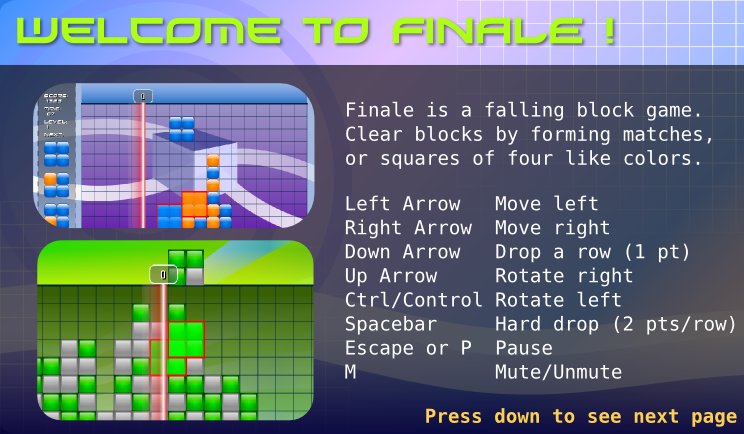 WELCOME TO FINALE !
SCORE:
LEVEL:
NEXT:
0
0
Finale is a falling block game.
Clear blocks by forming matches,
or squares of four like colors.
Left Arrow Move left
Right Arrow Move right
Down Arrow Drop a row (1 pt)
Up Arrow Rotate right
Ctrl/Control Rotate left
Spacebar Hard drop (2 pts/row)
Escape or P Pause
M Mute/Unmute
Press down to see next page